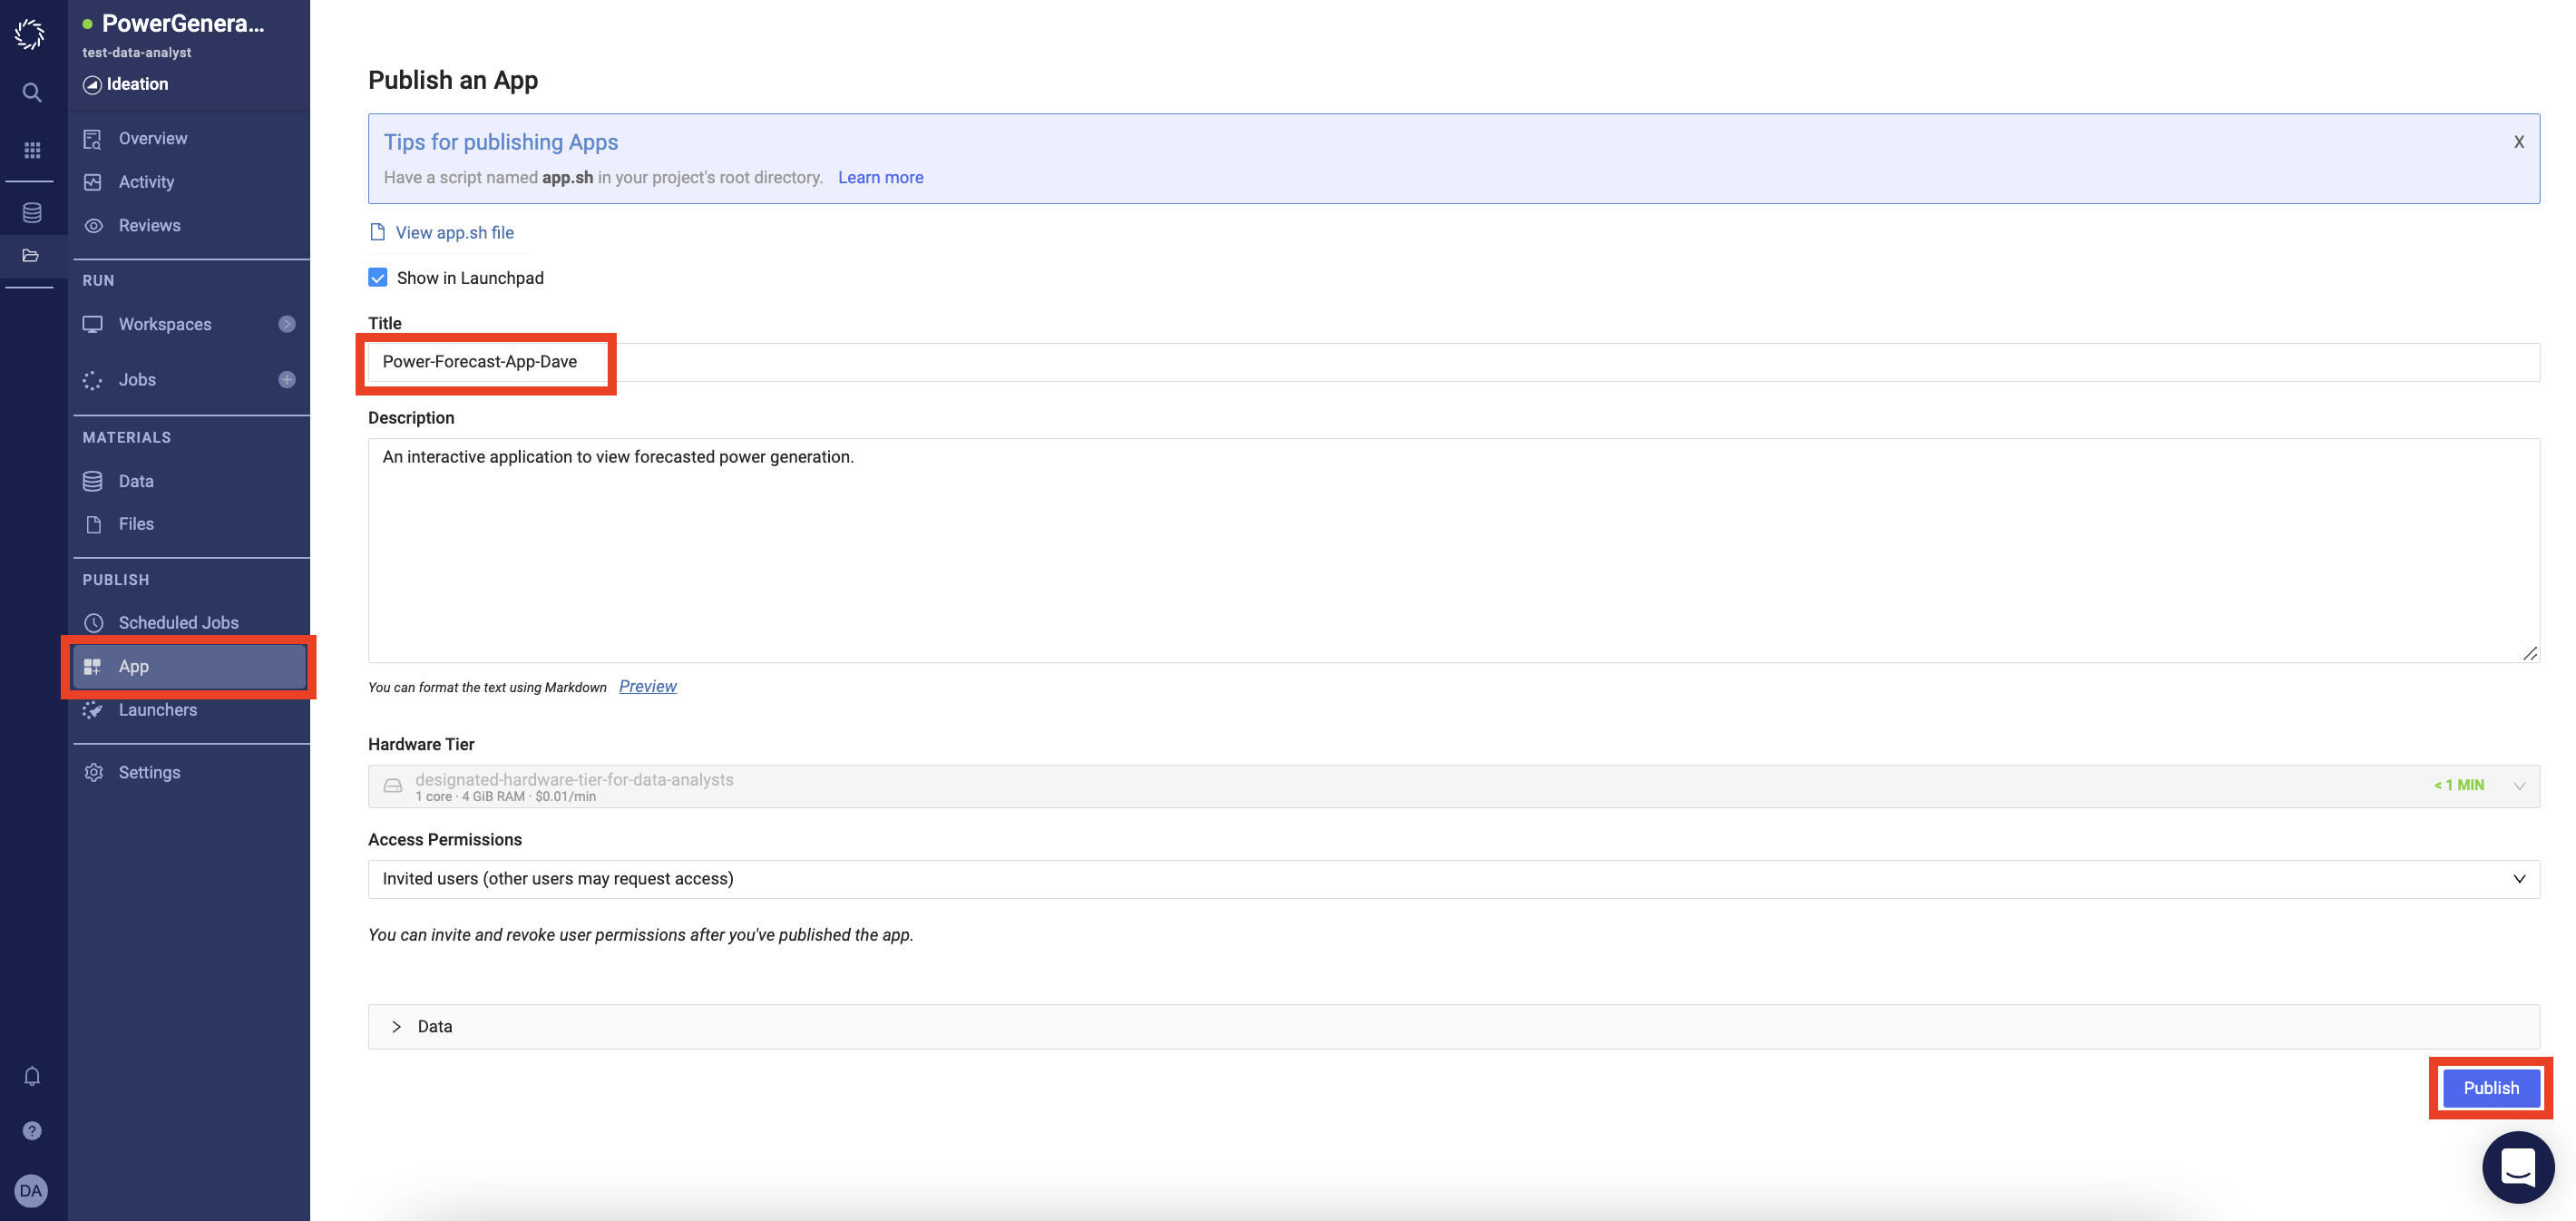 PowerGenera...
test-data-analyst
Ideation
Overview
Activity
Reviews
RUN
Workspaces
Jobs
MATERIALS
Data
Files
PUBLISH
Scheduled Jobs
App
Launchers
Settings
DA
Publish an App
Tips for publishing Apps
X
Have a script named app.sh in your project's root directory. Learn more
View app.sh file
Show in Launchpad
Title
Power-Forecast-App-Dave
Description
An interactive application to view forecasted power generation.
You can format the text using Markdown Preview
Hardware Tier
designated-hardware-tier-for-data-analysts
1 core · 4 GiB RAM · $0.01/min
< 1 MIN
Access Permissions
Invited users (other users may request access)
You can invite and revoke user permissions after you've published the app.
Data
Publish